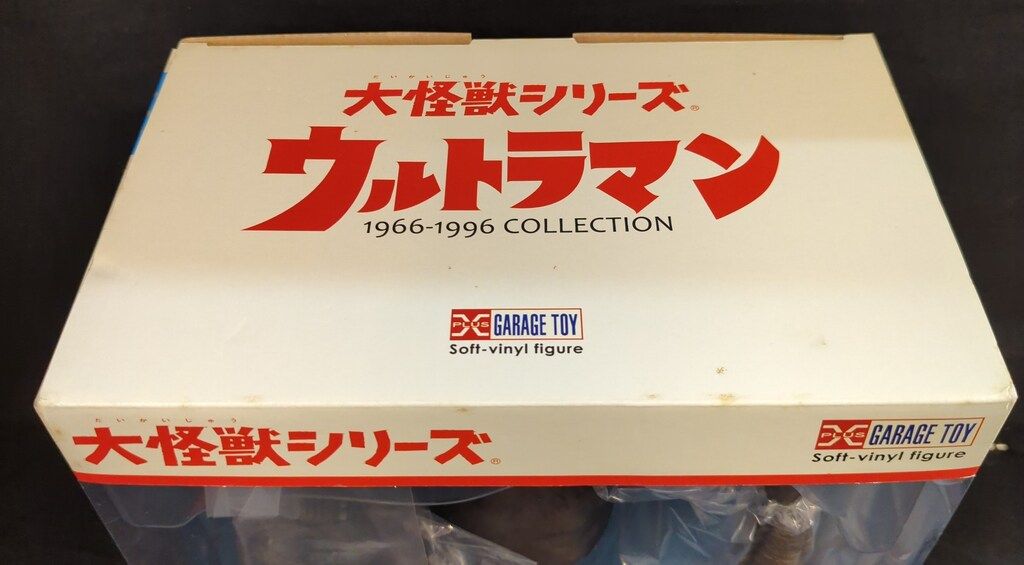 だいかいじゅう
大怪獣シリーズ®
ウルトラマン
1966-1996 COLLECTION
X PLUS GARAGE TOY
Soft-vinyl figure
だいかいじゅう
大怪獣シリーズ®
X PLUS GARAGE TOY
Soft-vinyl figure